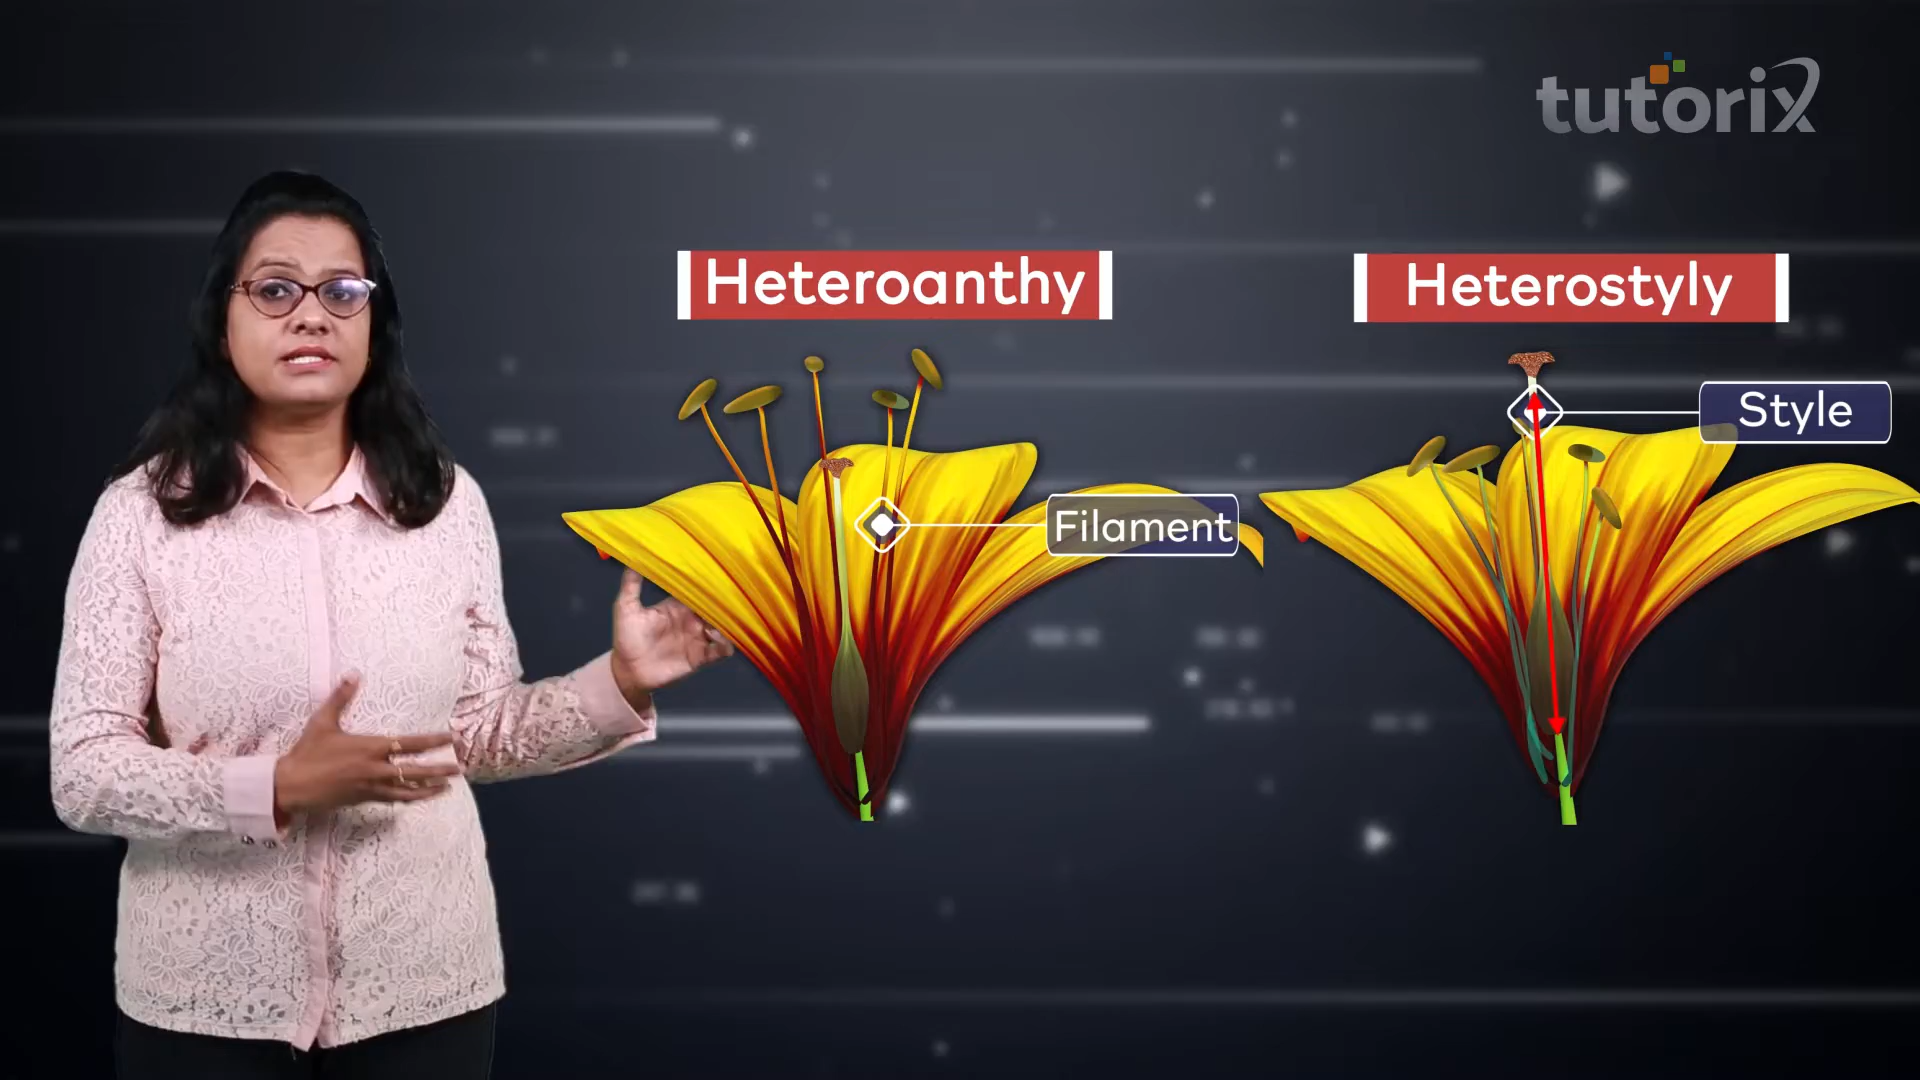 tutorix
Heteroanthy
Heterostyly
Style
Filament